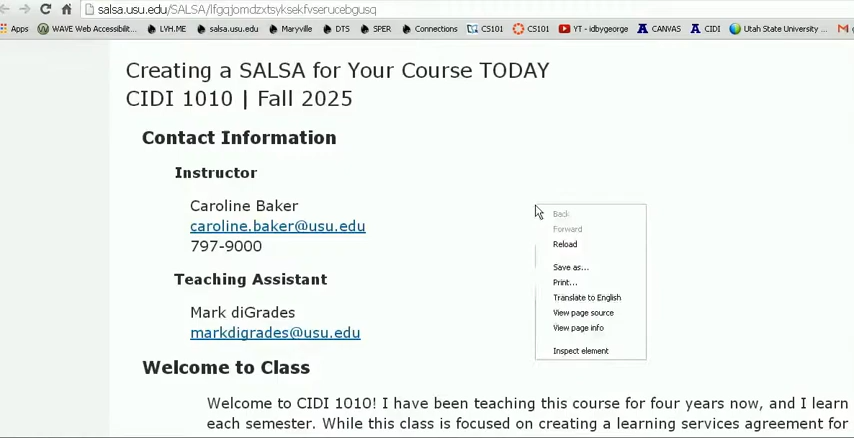 salsa.usu.edu/SALSA/lfgqjomdzxtsyksekfvserucebgusq
Apps WAVE Web Accessibilit... LVH.ME salsa.usu.edu Maryville DTS SPER Connections CS101 CS101 YT - idbygeorge CANVAS CIDI Utah State University ...
Creating a SALSA for Your Course TODAY
CIDI 1010 | Fall 2025
Contact Information
Instructor
Caroline Baker
caroline.baker@usu.edu
797-9000
Teaching Assistant
Mark diGrades
markdigrades@usu.edu
Back
Forward
Reload
Save as...
Print...
Translate to English
View page source
View page info
Inspect element
Welcome to Class
Welcome to CIDI 1010! I have been teaching this course for four years now, and I learn
each semester. While this class is focused on creating a learning services agreement for